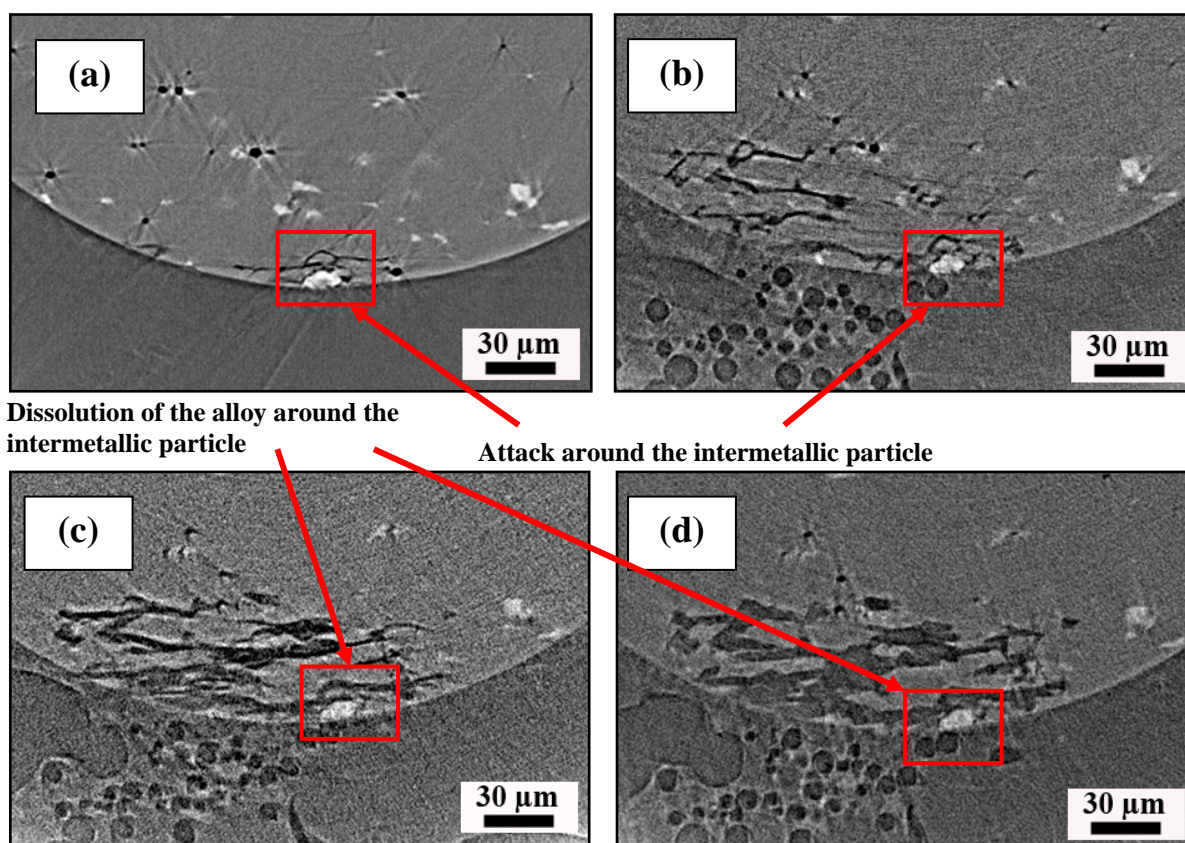 (a)
(b)
30 µm
30 µm
Dissolution of the alloy around the
intermetallic particle
Attack around the intermetallic particle
(c)
(d)
30 µm
30 µm